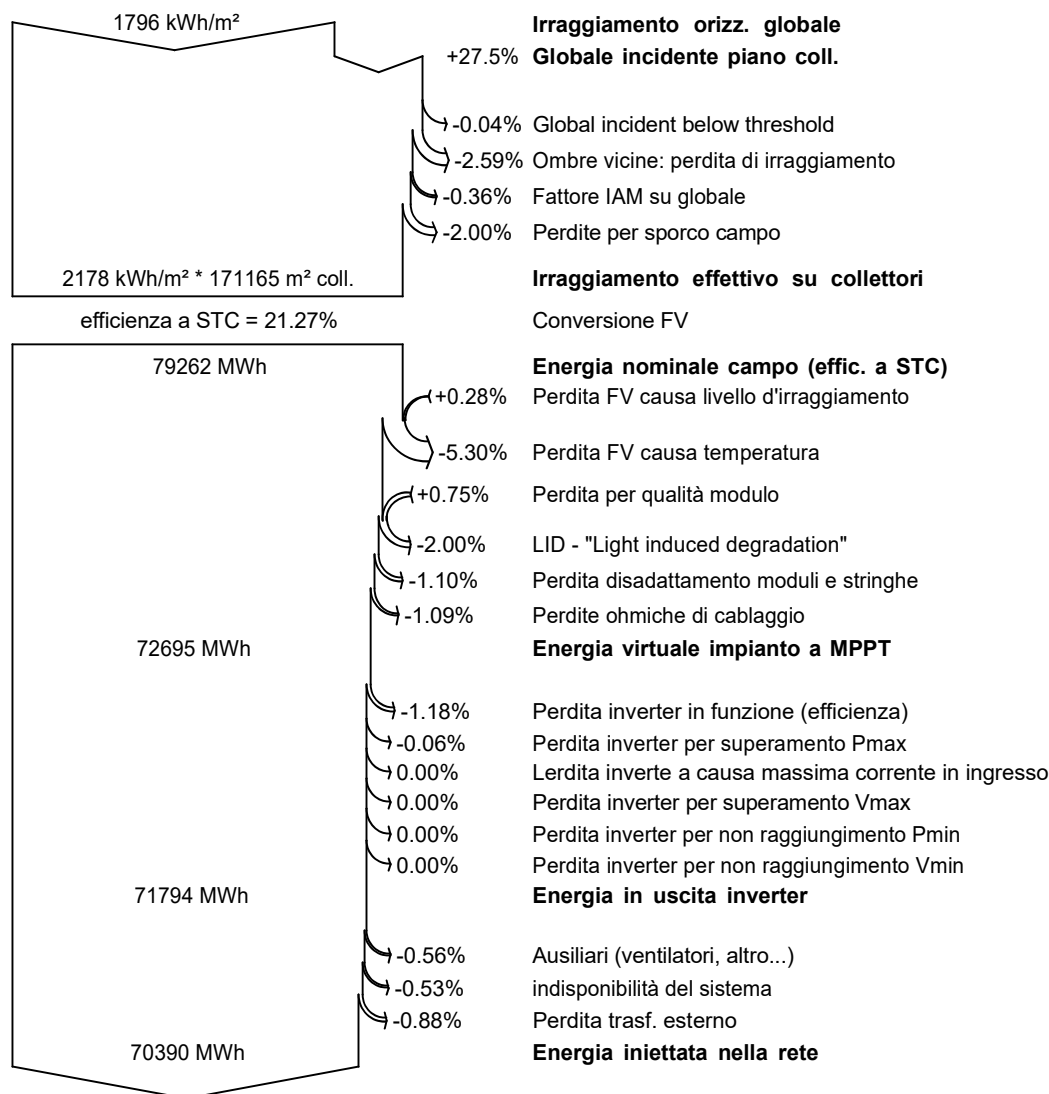 1796 kWh/m² Irraggiamento orizz. globale
+27.5% Globale incidente piano coll.
-0.04% Global incident below threshold
-2.59% Ombre vicine: perdita di irraggiamento
-0.36% Fattore IAM su globale
-2.00% Perdite per sporco campo
2178 kWh/m² * 171165 m² coll. Irraggiamento effettivo su collettori
efficienza a STC = 21.27% Conversione FV
79262 MWh Energia nominale campo (effic. a STC)
+0.28% Perdita FV causa livello d'irraggiamento
-5.30% Perdita FV causa temperatura
+0.75% Perdita per qualità modulo
-2.00% LID - "Light induced degradation"
-1.10% Perdita disadattamento moduli e stringhe
-1.09% Perdite ohmiche di cablaggio
72695 MWh Energia virtuale impianto a MPPT
-1.18% Perdita inverter in funzione (efficienza)
-0.06% Perdita inverter per superamento Pmax
0.00% Lerdita inverte a causa massima corrente in ingresso
0.00% Perdita inverter per superamento Vmax
0.00% Perdita inverter per non raggiungimento Pmin
0.00% Perdita inverter per non raggiungimento Vmin
71794 MWh Energia in uscita inverter
-0.56% Ausiliari (ventilatori, altro...)
-0.53% indisponibilità del sistema
-0.88% Perdita trasf. esterno
70390 MWh Energia iniettata nella rete